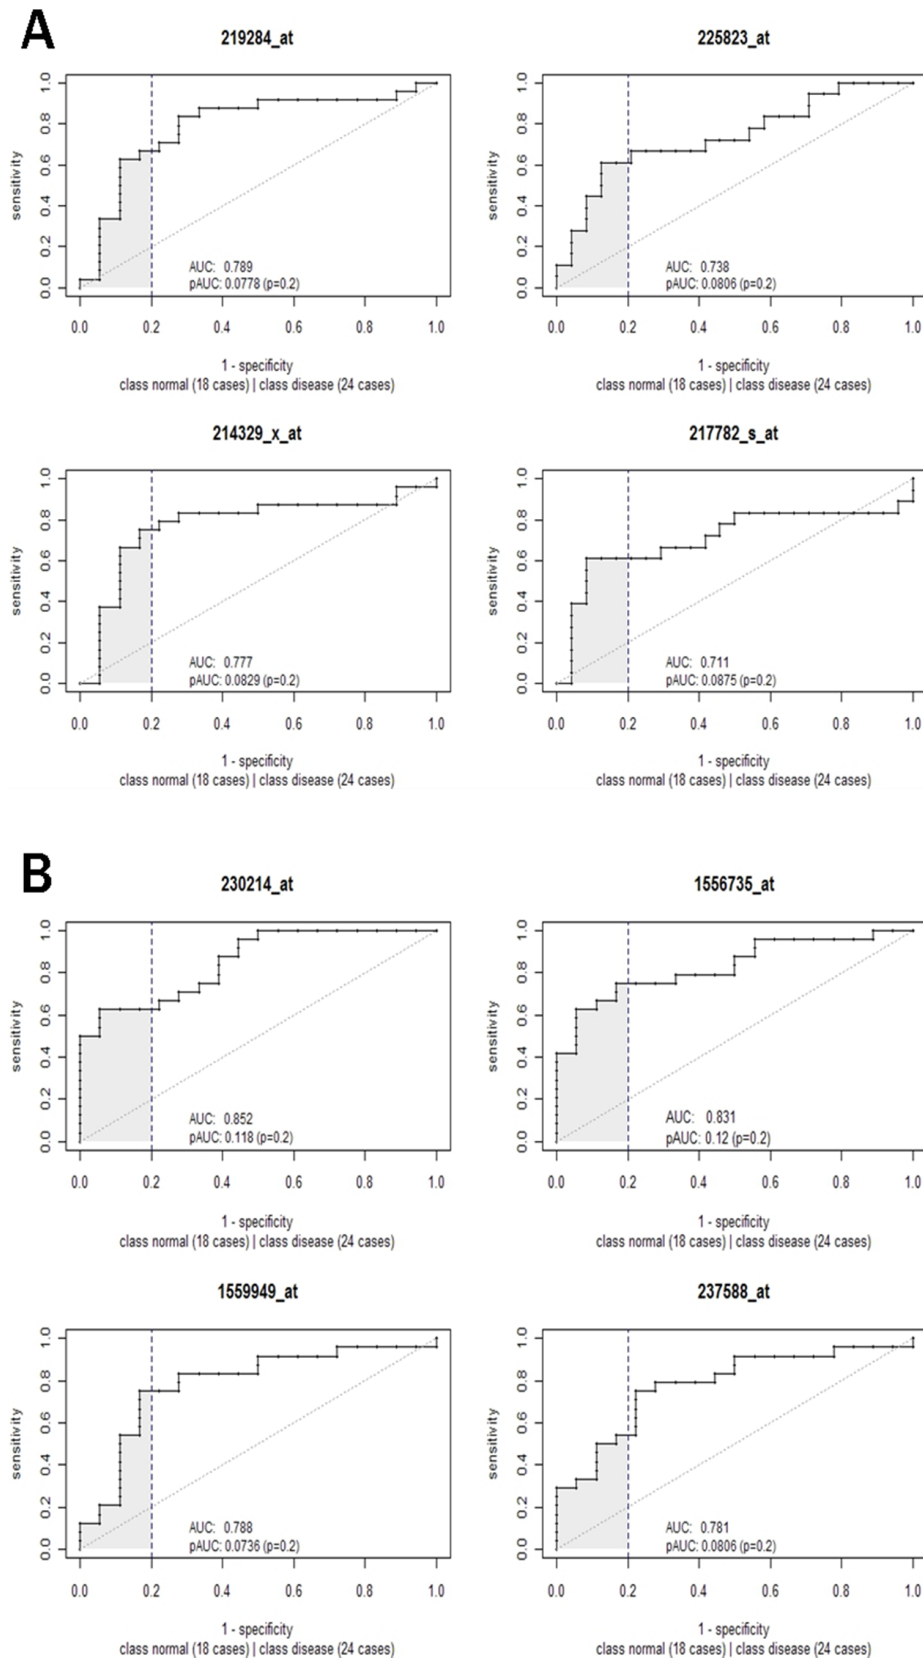 A
219284_at
sensitivity
0.0 0.2 0.4 0.6 0.8 1.0
AUC: 0.789
pAUC: 0.0778 (p=0.2)
0.0 0.2 0.4 0.6 0.8 1.0
1 - specificity
class normal (18 cases) | class disease (24 cases)
225823_at
sensitivity
0.0 0.2 0.4 0.6 0.8 1.0
AUC: 0.738
pAUC: 0.0806 (p=0.2)
0.0 0.2 0.4 0.6 0.8 1.0
1 - specificity
class normal (18 cases) | class disease (24 cases)
214329_x_at
sensitivity
0.0 0.2 0.4 0.6 0.8 1.0
AUC: 0.777
pAUC: 0.0829 (p=0.2)
0.0 0.2 0.4 0.6 0.8 1.0
1 - specificity
class normal (18 cases) | class disease (24 cases)
217782_s_at
sensitivity
0.0 0.2 0.4 0.6 0.8 1.0
AUC: 0.711
pAUC: 0.0875 (p=0.2)
0.0 0.2 0.4 0.6 0.8 1.0
1 - specificity
class normal (18 cases) | class disease (24 cases)
B
230214_at
sensitivity
0.0 0.2 0.4 0.6 0.8 1.0
AUC: 0.852
pAUC: 0.118 (p=0.2)
0.0 0.2 0.4 0.6 0.8 1.0
1 - specificity
class normal (18 cases) | class disease (24 cases)
1556735_at
sensitivity
0.0 0.2 0.4 0.6 0.8 1.0
AUC: 0.831
pAUC: 0.12 (p=0.2)
0.0 0.2 0.4 0.6 0.8 1.0
1 - specificity
class normal (18 cases) | class disease (24 cases)
1559949_at
sensitivity
0.0 0.2 0.4 0.6 0.8 1.0
AUC: 0.788
pAUC: 0.0736 (p=0.2)
0.0 0.2 0.4 0.6 0.8 1.0
1 - specificity
class normal (18 cases) | class disease (24 cases)
237588_at
sensitivity
0.0 0.2 0.4 0.6 0.8 1.0
AUC: 0.781
pAUC: 0.0806 (p=0.2)
0.0 0.2 0.4 0.6 0.8 1.0
1 - specificity
class normal (18 cases) | class disease (24 cases)